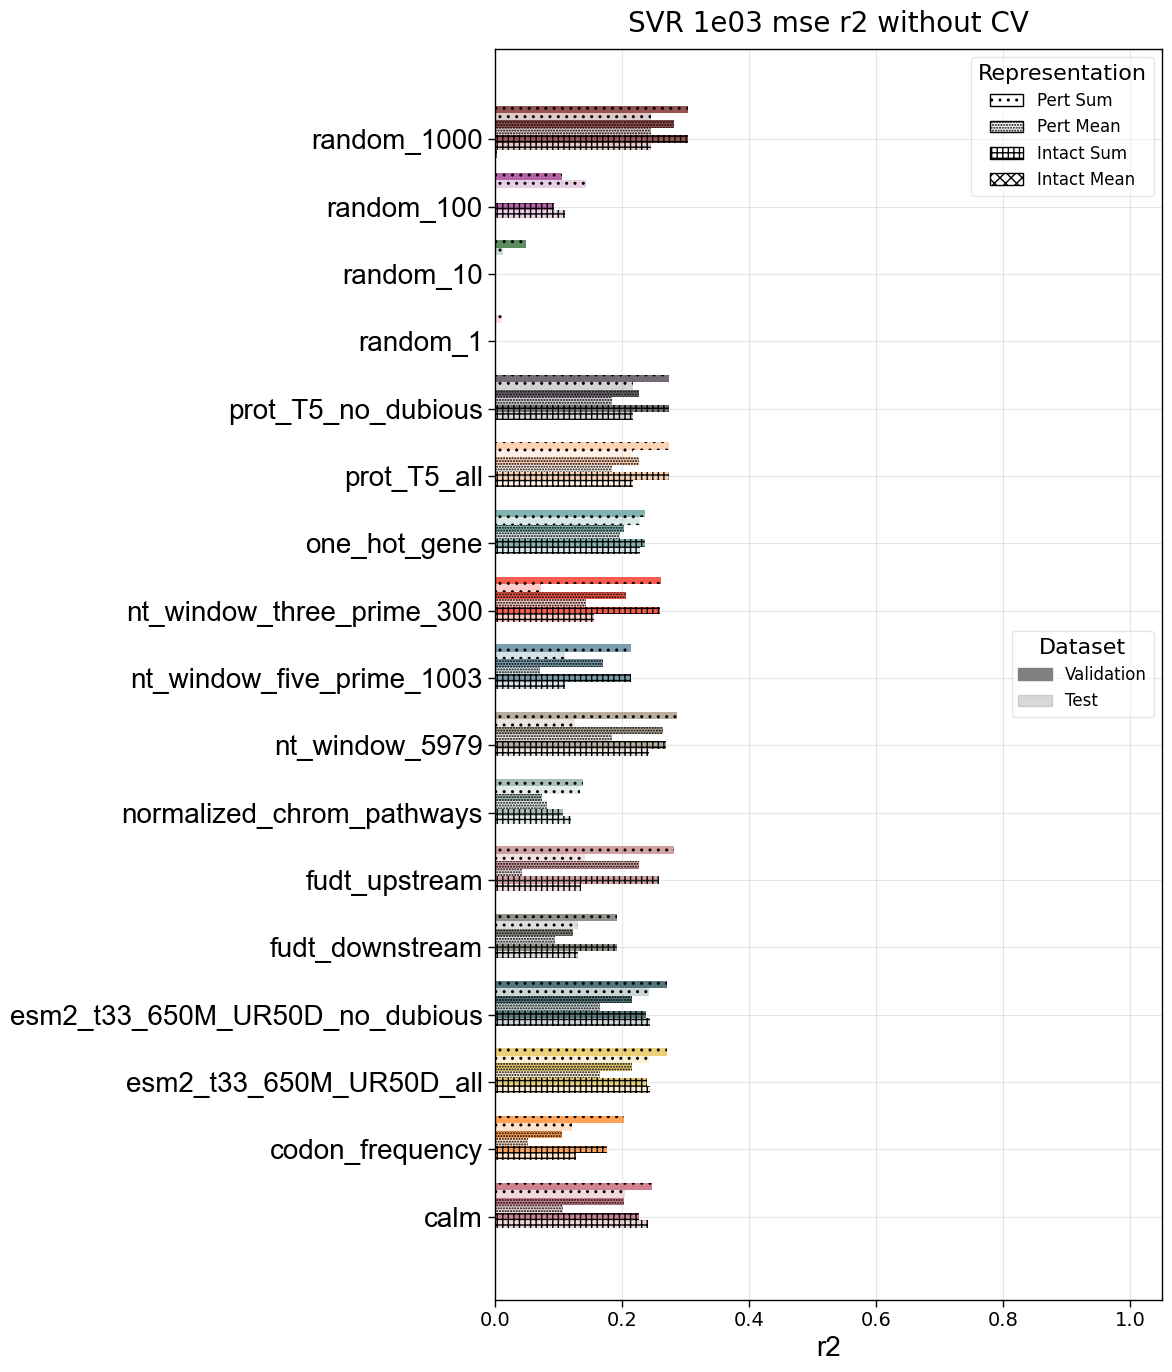 SVR 1e03 mse r2 without CV
Representation
Pert Sum
Pert Mean
Intact Sum
Intact Mean
random_1000
random_100
random_10
random_1
prot_T5_no_dubious
prot_T5_all
one_hot_gene
nt_window_three_prime_300
nt_window_five_prime_1003
Dataset
Validation
Test
nt_window_5979
normalized_chrom_pathways
fudt_upstream
fudt_downstream
esm2_t33_650M_UR50D_no_dubious
esm2_t33_650M_UR50D_all
codon_frequency
calm
0.0 0.2 0.4 0.6 0.8 1.0
r2